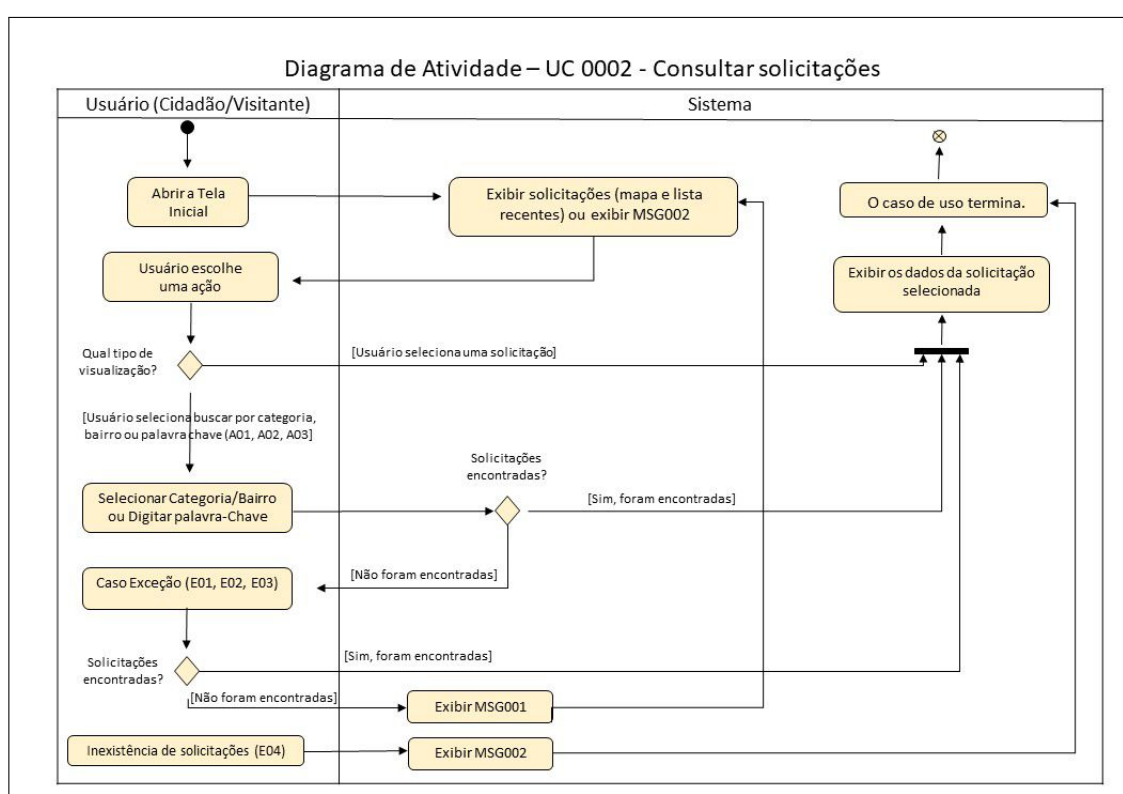 Diagrama de Atividade – UC 0002 - Consultar solicitações
Usuário (Cidadão/Visitante)
Sistema
Abrir a Tela
Inicial
Exibir solicitações (mapa e lista
recentes) ou exibir MSG002
O caso de uso termina.
Usuário escolhe
uma ação
Exibir os dados da solicitação
selecionada
Qual tipo de
visualização?
[Usuário seleciona uma solicitação]
[Usuário seleciona buscar por categoria,
bairro ou palavra chave (A01, A02, A03]
Solicitações
encontradas?
Selecionar Categoria/Bairro
ou Digitar palavra-Chave
[Sim, foram encontradas]
[Não foram encontradas]
Caso Exceção (E01, E02, E03)
Solicitações
encontradas?
[Sim, foram encontradas]
[Não foram encontradas]
Exibir MSG001
Inexistência de solicitações (E04)
Exibir MSG002